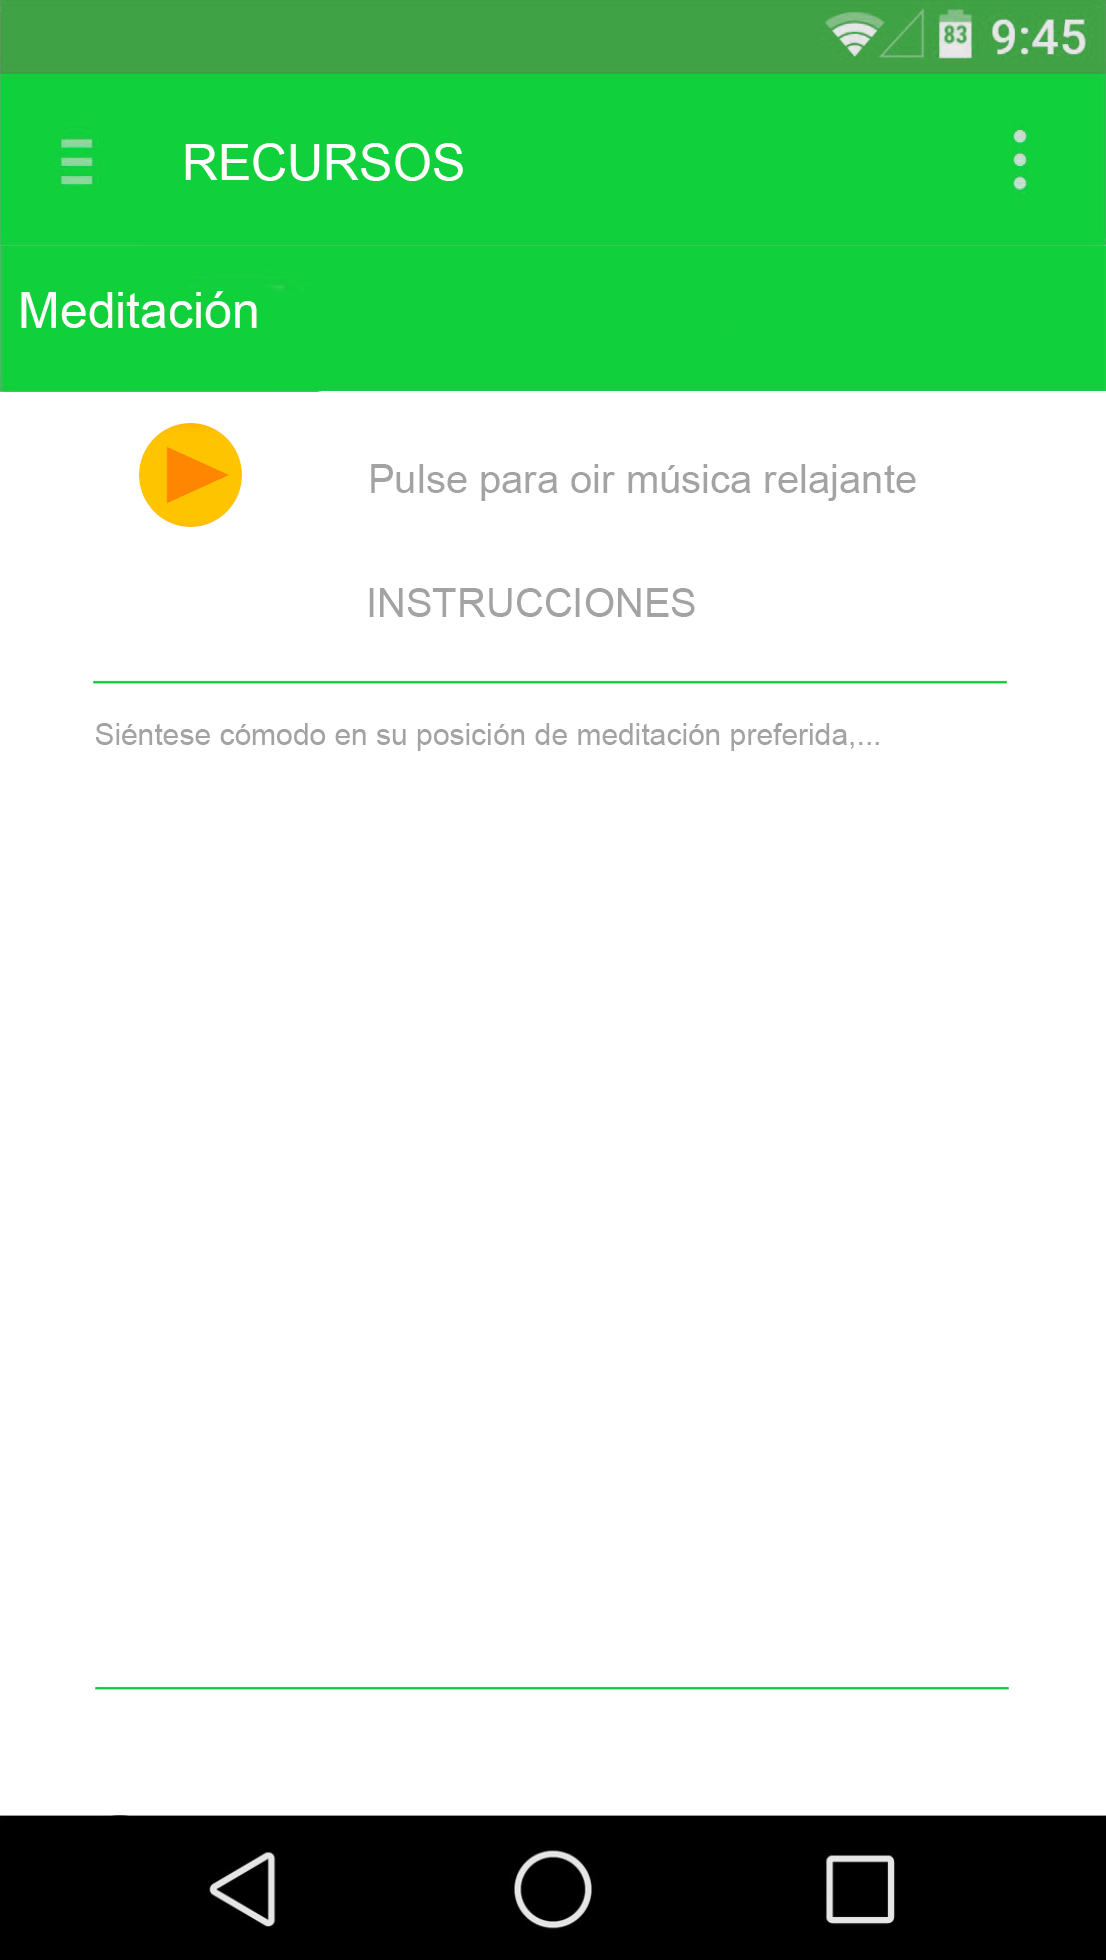 83 9:45
RECURSOS
Meditación
Pulse para oir música relajante
INSTRUCCIONES
Siéntese cómodo en su posición de meditación preferida,...